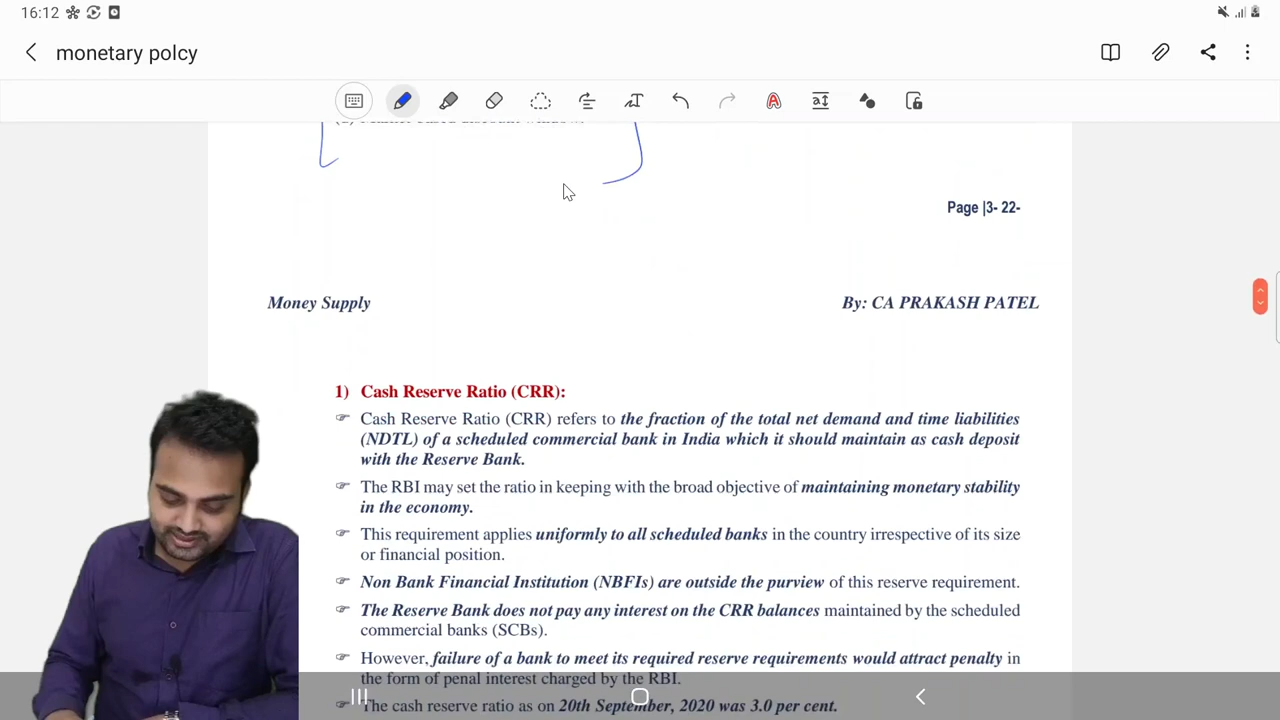 16:12
monetary polcy
Page |3- 22-
Money Supply
By: CA PRAKASH PATEL
1) Cash Reserve Ratio (CRR):
☞ Cash Reserve Ratio (CRR) refers to the fraction of the total net demand and time liabilities
(NDTL) of a scheduled commercial bank in India which it should maintain as cash deposit
with the Reserve Bank.
☞ The RBI may set the ratio in keeping with the broad objective of maintaining monetary stability
in the economy.
☞ This requirement applies uniformly to all scheduled banks in the country irrespective of its size
or financial position.
☞ Non Bank Financial Institution (NBFIs) are outside the purview of this reserve requirement.
☞ The Reserve Bank does not pay any interest on the CRR balances maintained by the scheduled
commercial banks (SCBs).
☞ However, failure of a bank to meet its required reserve requirements would attract penalty in
the form of penal interest charged by the RBI.
☞ The cash reserve ratio as on 20th September, 2020 was 3.0 per cent.